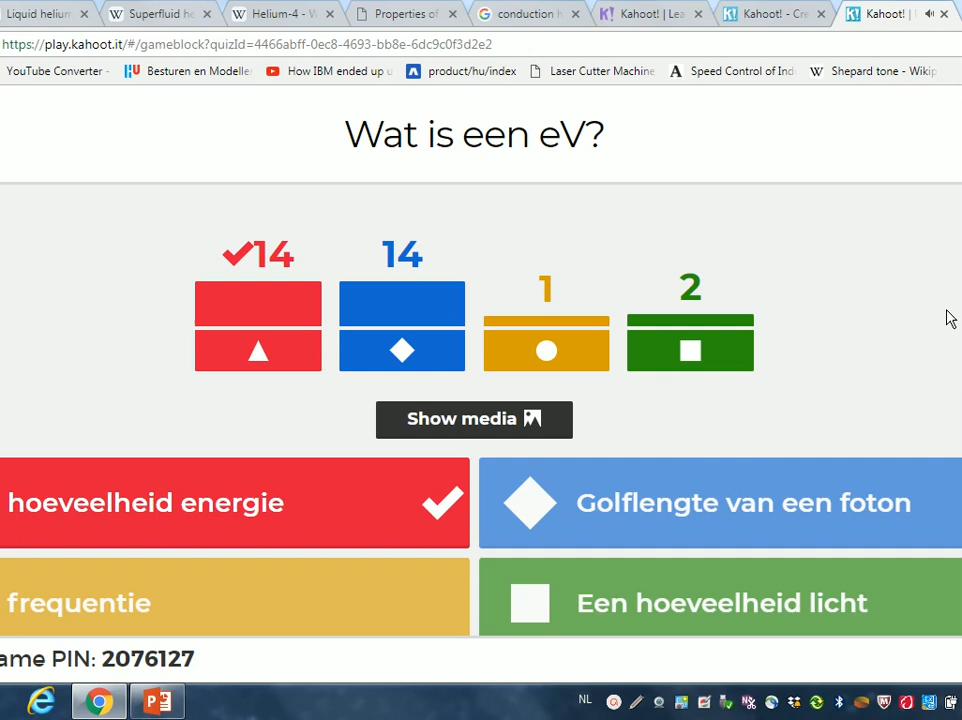 Liquid helium
Superfluid he
Helium-4 - W
Properties of
conduction h
Kahoot! | Lea
Kahoot! - Cre
Kahoot! |
https://play.kahoot.it/#/gameblock?quizId=4466abff-0ec8-4693-bb8e-6dc9c0f3d2e2
YouTube Converter -
Besturen en Modelle
How IBM ended up u
product/hu/index
Laser Cutter Machine
Speed Control of Ind
Shepard tone - Wikip
Wat is een eV?
14
14
1
2
Show media
hoeveelheid energie
Golflengte van een foton
frequentie
Een hoeveelheid licht
ame PIN: 2076127
NL